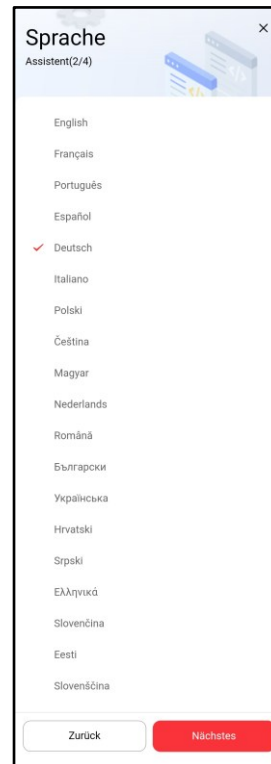 Sprache
Assistent(2/4)
English
Français
Português
Español
Deutsch
Italiano
Polski
Čeština
Magyar
Nederlands
Română
Български
Українська
Hrvatski
Srpski
Ελληνικά
Slovenčina
Eesti
Slovenščina
Zurück
Nächstes